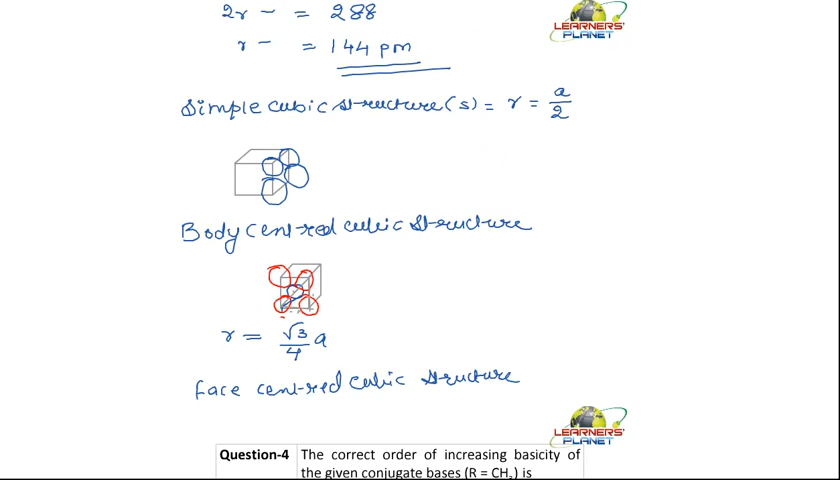 2r - = 288
LEARNERS'
PLANET
r - = 144 pm
Simple cubic structure (s) = r = a/2
Body centred cubic structure
r = √3/4 a
Face centred cubic structure
LEARNERS'
PLANET
Question-4 The correct order of increasing basicity of
the given conjugate bases (R = CH3) is